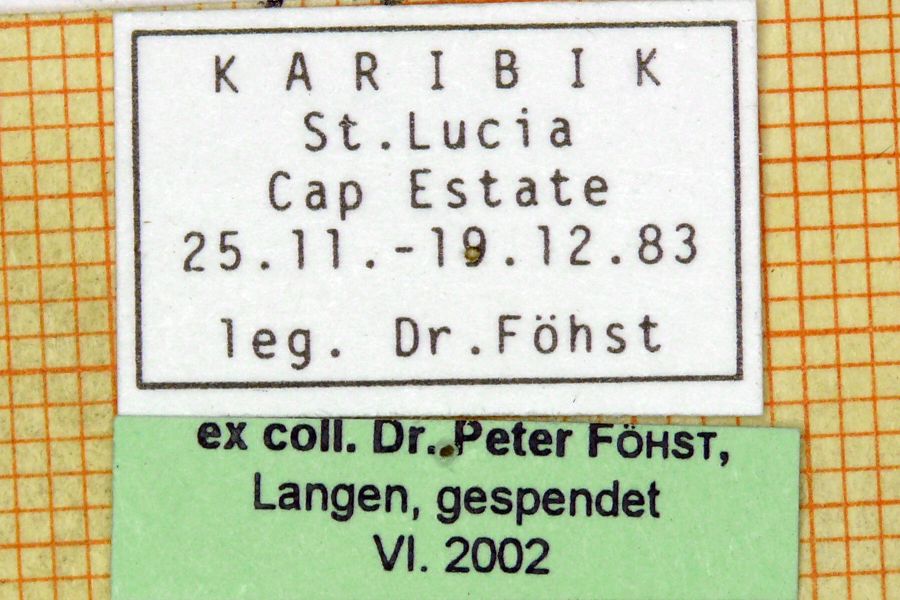 K A R I B I K
St.Lucia
Cap Estate
25.11.-19.12.83
leg. Dr.Föhst
ex coll. Dr. Peter FÖHST,
Langen, gespendet
VI. 2002